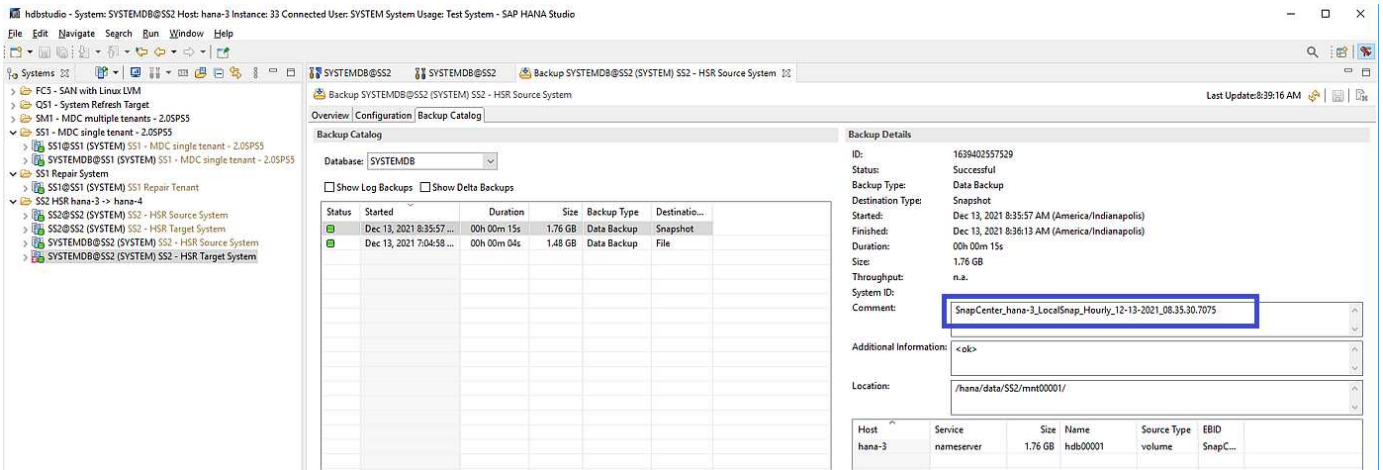 hdbstudio - System: SYSTEMDB@SS2 Host: hana-3 Instance: 33 Connected User: SYSTEM System Usage: Test System - SAP HANA Studio
File Edit Navigate Search Run Window Help
Systems
FC5 - SAN with Linux LVM
QS1 - System Refresh Target
SM1 - MDC multiple tenants - 2.0SPS5
SS1 - MDC single tenant - 2.0SPS5
SS1@SS1 (SYSTEM) SS1 - MDC single tenant - 2.0SPS5
SYSTEMDB@SS1 (SYSTEM) SS1 - MDC single tenant - 2.0SPS5
SS1 Repair System
SS1@SS1 (SYSTEM) SS1 Repair Tenant
SS2 HSR hana-3 -> hana-4
SS2@SS2 (SYSTEM) SS2 - HSR Source System
SS2@SS2 (SYSTEM) SS2 - HSR Target System
SYSTEMDB@SS2 (SYSTEM) SS2 - HSR Source System
SYSTEMDB@SS2 (SYSTEM) SS2 - HSR Target System
SYSTEMDB@SS2 SYSTEMDB@SS2 Backup SYSTEMDB@SS2 (SYSTEM) SS2 - HSR Source System
Backup SYSTEMDB@SS2 (SYSTEM) SS2 - HSR Source System Last Update:8:39:16 AM
Overview Configuration Backup Catalog
Backup Catalog
Database: SYSTEMDB
Show Log Backups Show Delta Backups
Status Started Duration Size Backup Type Destinatio...
Dec 13, 2021 8:35:57 ... 00h 00m 15s 1.76 GB Data Backup Snapshot
Dec 13, 2021 7:04:58 ... 00h 00m 04s 1.48 GB Data Backup File
Backup Details
ID: 1639402557529
Status: Successful
Backup Type: Data Backup
Destination Type: Snapshot
Started: Dec 13, 2021 8:35:57 AM (America/Indianapolis)
Finished: Dec 13, 2021 8:36:13 AM (America/Indianapolis)
Duration: 00h 00m 15s
Size: 1.76 GB
Throughput: n.a.
System ID:
Comment: SnapCenter_hana-3_LocalSnap_Hourly_12-13-2021_08.35.30.7075
Additional Information: <ok>
Location: /hana/data/SS2/mnt00001/
Host Service Size Name Source Type EBID
hana-3 nameserver 1.76 GB hdb00001 volume SnapC...